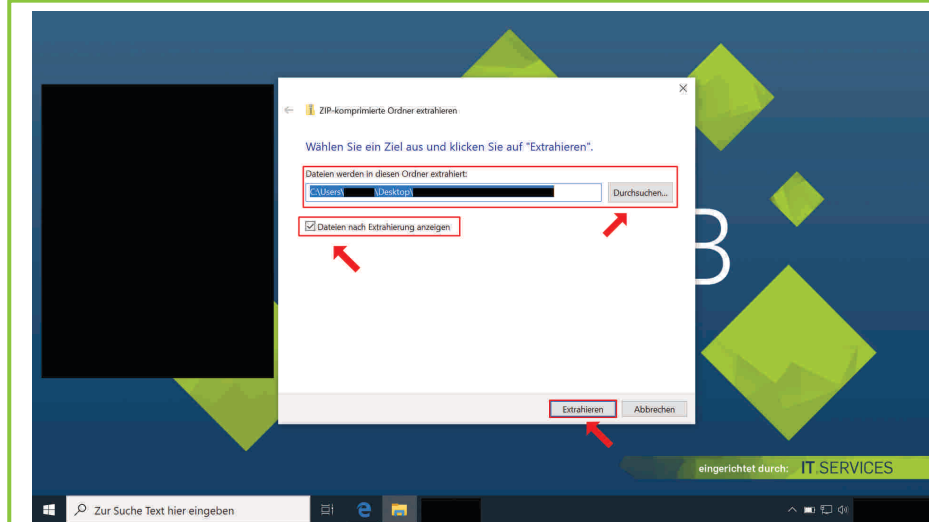 ZIP-komprimierte Ordner extrahieren
Wählen Sie ein Ziel aus und klicken Sie auf "Extrahieren".
Dateien werden in diesen Ordner extrahiert:
C:\Users\ \Desktop\
Durchsuchen...
Dateien nach Extrahierung anzeigen
B
Extrahieren
Abbrechen
eingerichtet durch: IT.SERVICES
Zur Suche Text hier eingeben